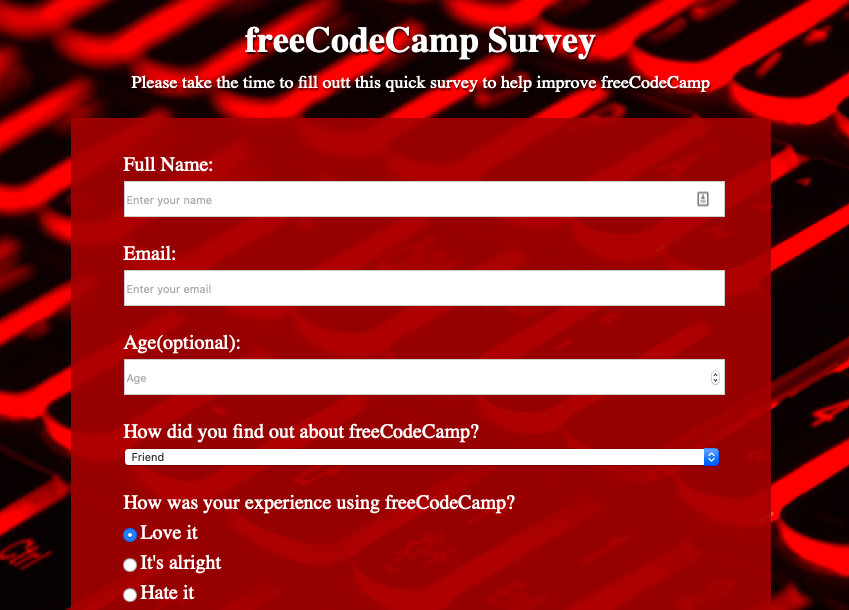 freeCodeCamp Survey
Please take the time to fill outt this quick survey to help improve freeCodeCamp
Full Name:
Enter your name
Email:
Enter your email
Age(optional):
Age
How did you find out about freeCodeCamp?
Friend
How was your experience using freeCodeCamp?
Love it
It's alright
Hate it
Ctrl